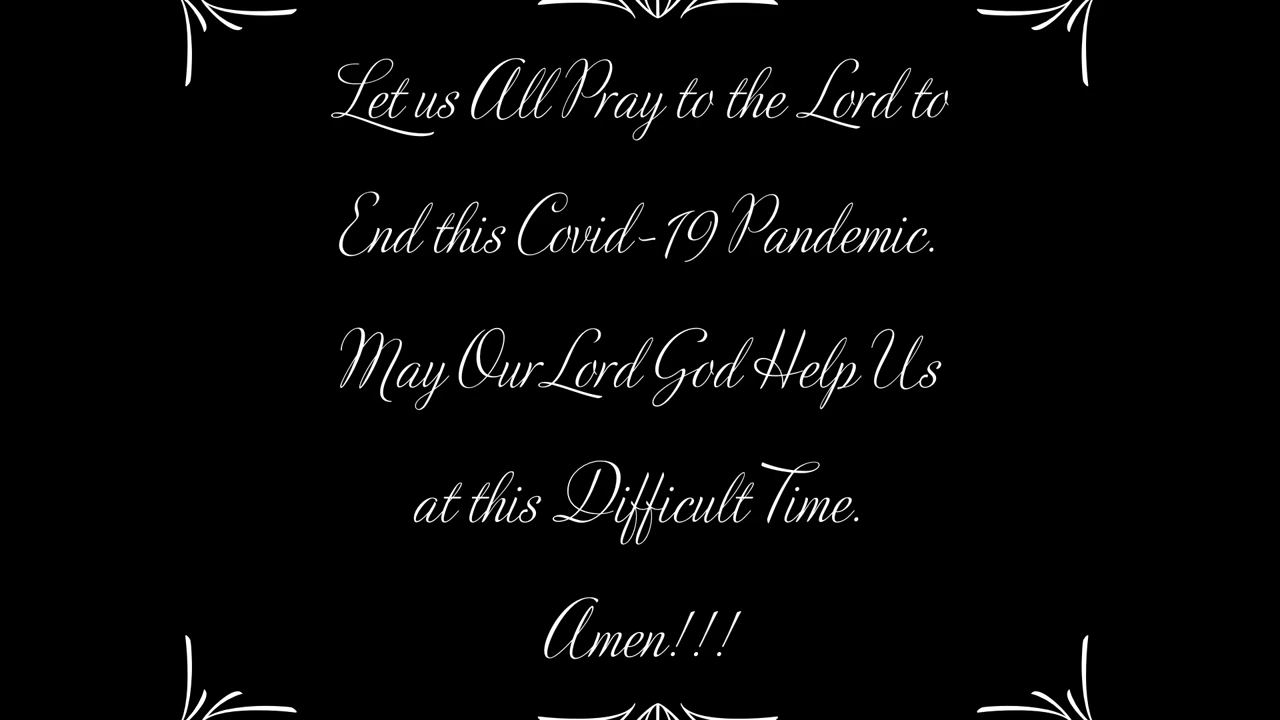 Let us All Pray to the Lord to
End this Covid-19 Pandemic.
May Our Lord God Help Us
at this Difficult Time.
Amen!!!